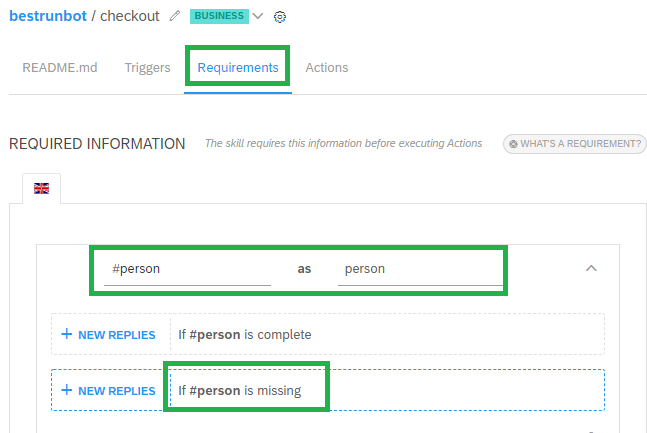 bestrunbot / checkout BUSINESS
README.md Triggers Requirements Actions
REQUIRED INFORMATION The skill requires this information before executing Actions WHAT'S A REQUIREMENT?
#person as person
+ NEW REPLIES If #person is complete
+ NEW REPLIES If #person is missing